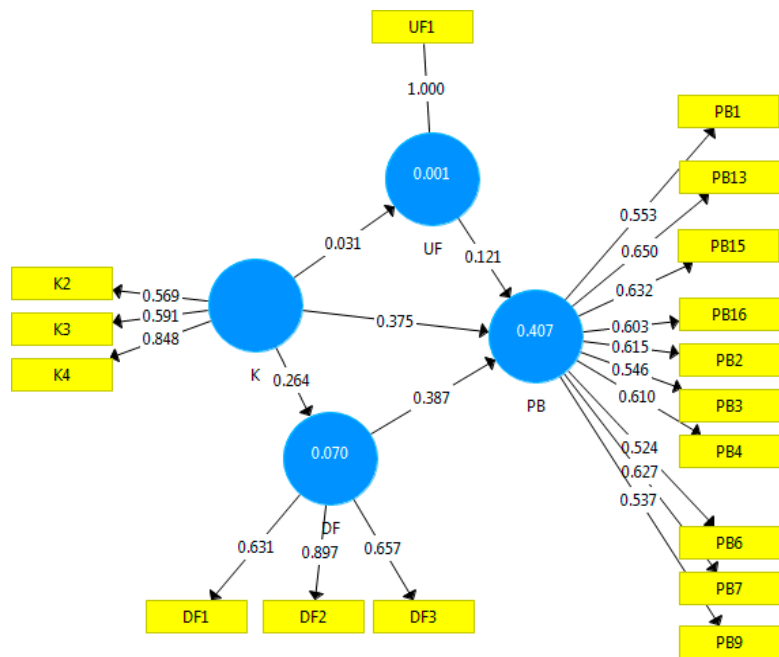 UF1
1.000
PB1
0.001
PB13
0.553
UF
0.031
0.121
0.650
PB15
0.632
K2
0.569
K3
0.591
K4
0.848
K
0.375
0.407
PB
0.603
PB16
0.615
PB2
0.546
PB3
0.610
PB4
0.264
0.387
0.070
DF
0.524
0.627
0.537
PB6
PB7
PB9
0.631
0.897
0.657
DF1
DF2
DF3